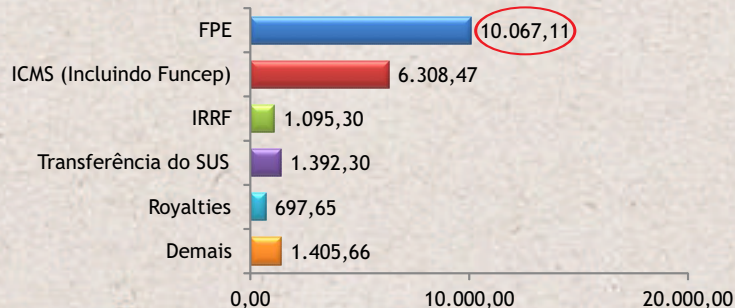 FPE 10.067,11
ICMS (Incluindo Funcep) 6.308,47
IRRF 1.095,30
Transferência do SUS 1.392,30
Royalties 697,65
Demais 1.405,66
0,00 10.000,00 20.000,00